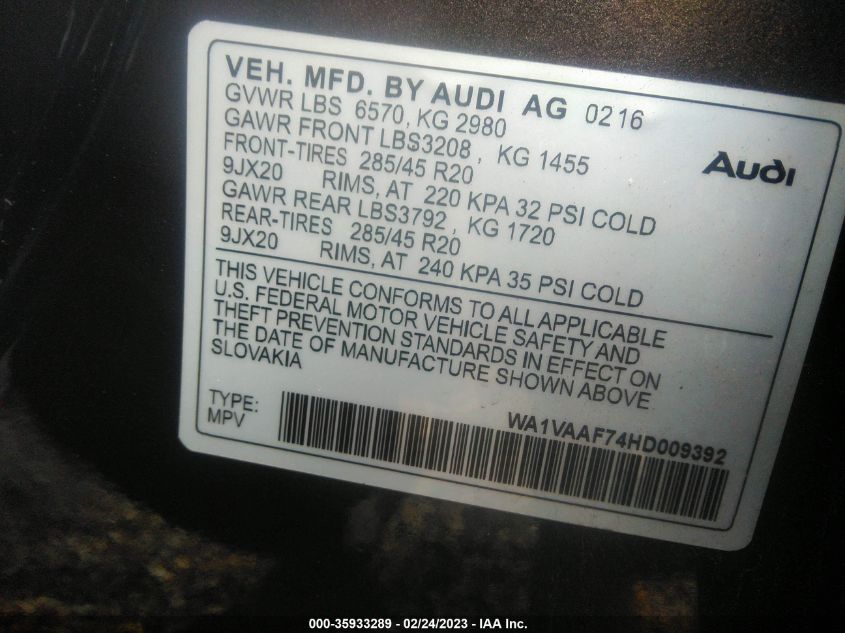 VEH. MFD. BY AUDI AG 0216
GVWR LBS 6570, KG 2980
GAWR FRONT LBS3208 , KG 1455
FRONT-TIRES 285/45 R20
9JX20 RIMS, AT 220 KPA 32 PSI COLD
GAWR REAR LBS3792 , KG 1720
REAR-TIRES 285/45 R20
9JX20 RIMS, AT 240 KPA 35 PSI COLD
Audi
THIS VEHICLE CONFORMS TO ALL APPLICABLE
U.S. FEDERAL MOTOR VEHICLE SAFETY AND
THEFT PREVENTION STANDARDS IN EFFECT ON
THE DATE OF MANUFACTURE SHOWN ABOVE
SLOVAKIA
TYPE:
MPV
WA1VAAF74HD009392
000-35933289 - 02/24/2023 - IAA Inc.